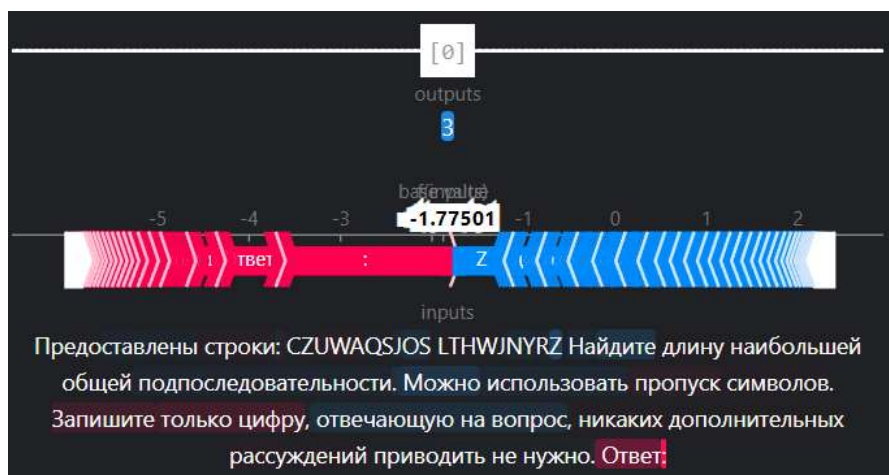 [0]
outputs
3
-5 -4 -3 -1.77501 -1 0 1 2
твет : Z
inputs
Предоставлены строки: CZUWAQSJOS LTHWJNYRZ Найдите длину наибольшей
общей подпоследовательности. Можно использовать пропуск символов.
Запишите только цифру, отвечающую на вопрос, никаких дополнительных
рассуждений приводить не нужно. Ответ: